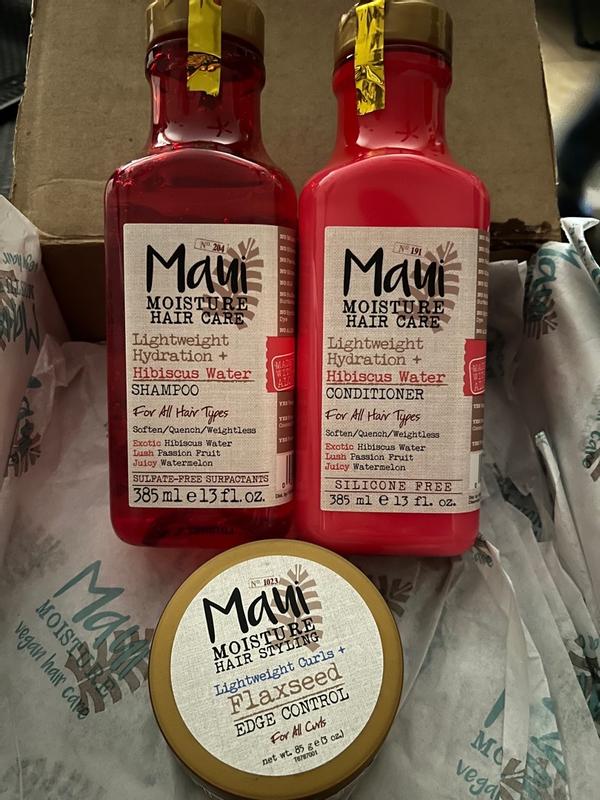 Nº 204
Maui
MOISTURE
HAIR CARE
Lightweight
Hydration +
Hibiscus Water
SHAMPOO
For All Hair Types
Soften/Quench/Weightless
Exotic Hibiscus Water
Lush Passion Fruit
Juicy Watermelon
SULFATE-FREE SURFACTANTS
385 ml e 13 fl. oz.
Nº 191
Maui
MOISTURE
HAIR CARE
Lightweight
Hydration +
Hibiscus Water
CONDITIONER
For All Hair Types
Soften/Quench/Weightless
Exotic Hibiscus Water
Lush Passion Fruit
Juicy Watermelon
SILICONE FREE
385 ml e 13 fl. oz.
Nº 1023
Maui
MOISTURE
HAIR STYLING
Lightweight Curls +
Flaxseed
EDGE CONTROL
For All Curls
net wt. 85 g e (3 oz.)
Maui
MOISTURE
vegan hair care
vegan